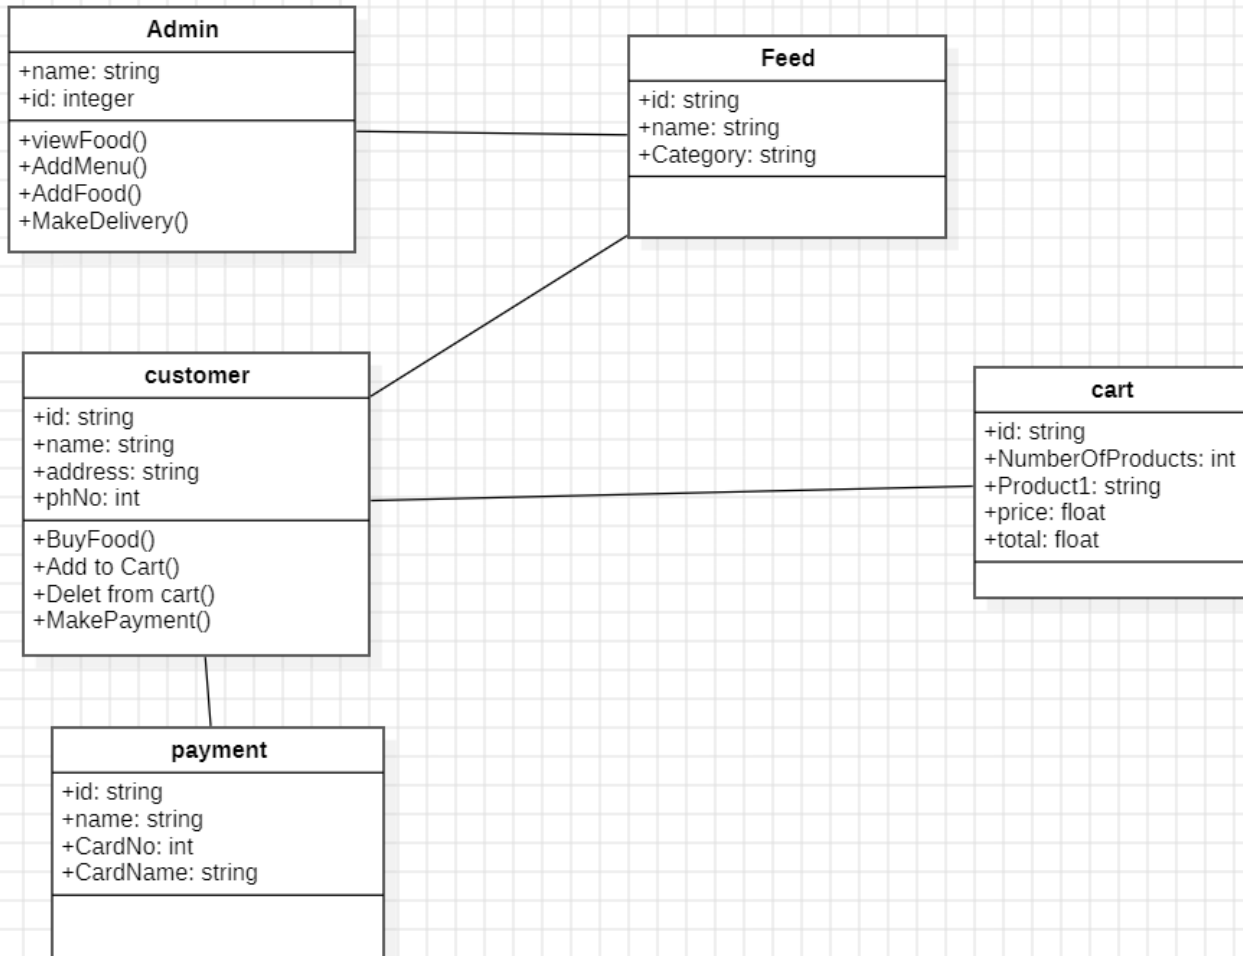 Admin
+name: string
+id: integer
+viewFood()
+AddMenu()
+AddFood()
+MakeDelivery()
Feed
+id: string
+name: string
+Category: string
customer
+id: string
+name: string
+address: string
+phNo: int
+BuyFood()
+Add to Cart()
+Delet from cart()
+MakePayment()
cart
+id: string
+NumberOfProducts: int
+Product1: string
+price: float
+total: float
payment
+id: string
+name: string
+CardNo: int
+CardName: string